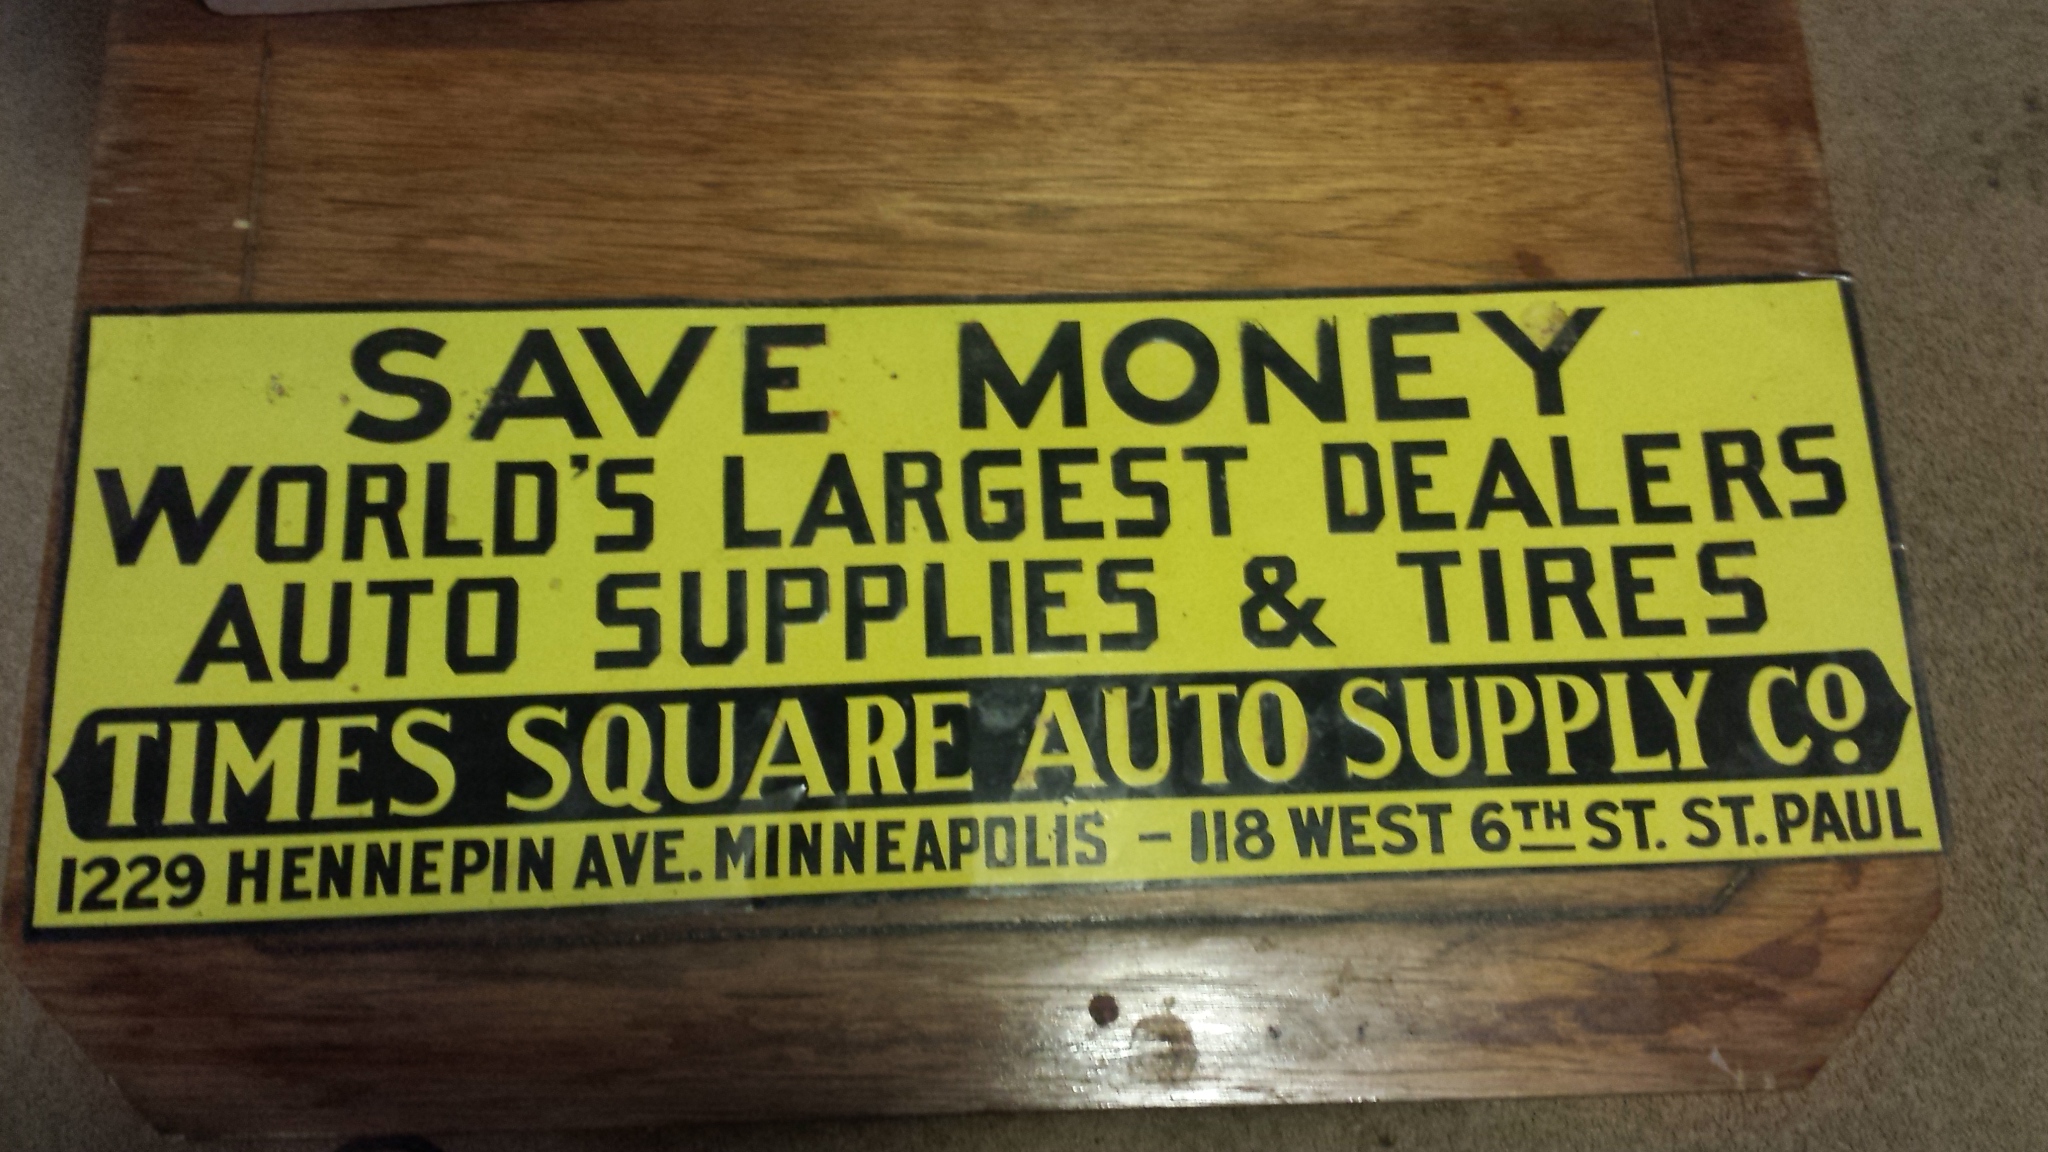 SAVE MONEY
WORLD'S LARGEST DEALERS
AUTO SUPPLIES & TIRES
TIMES SQUARE AUTO SUPPLY CO.
1229 HENNEPIN AVE. MINNEAPOLIS – 118 WEST 6TH ST. ST. PAUL